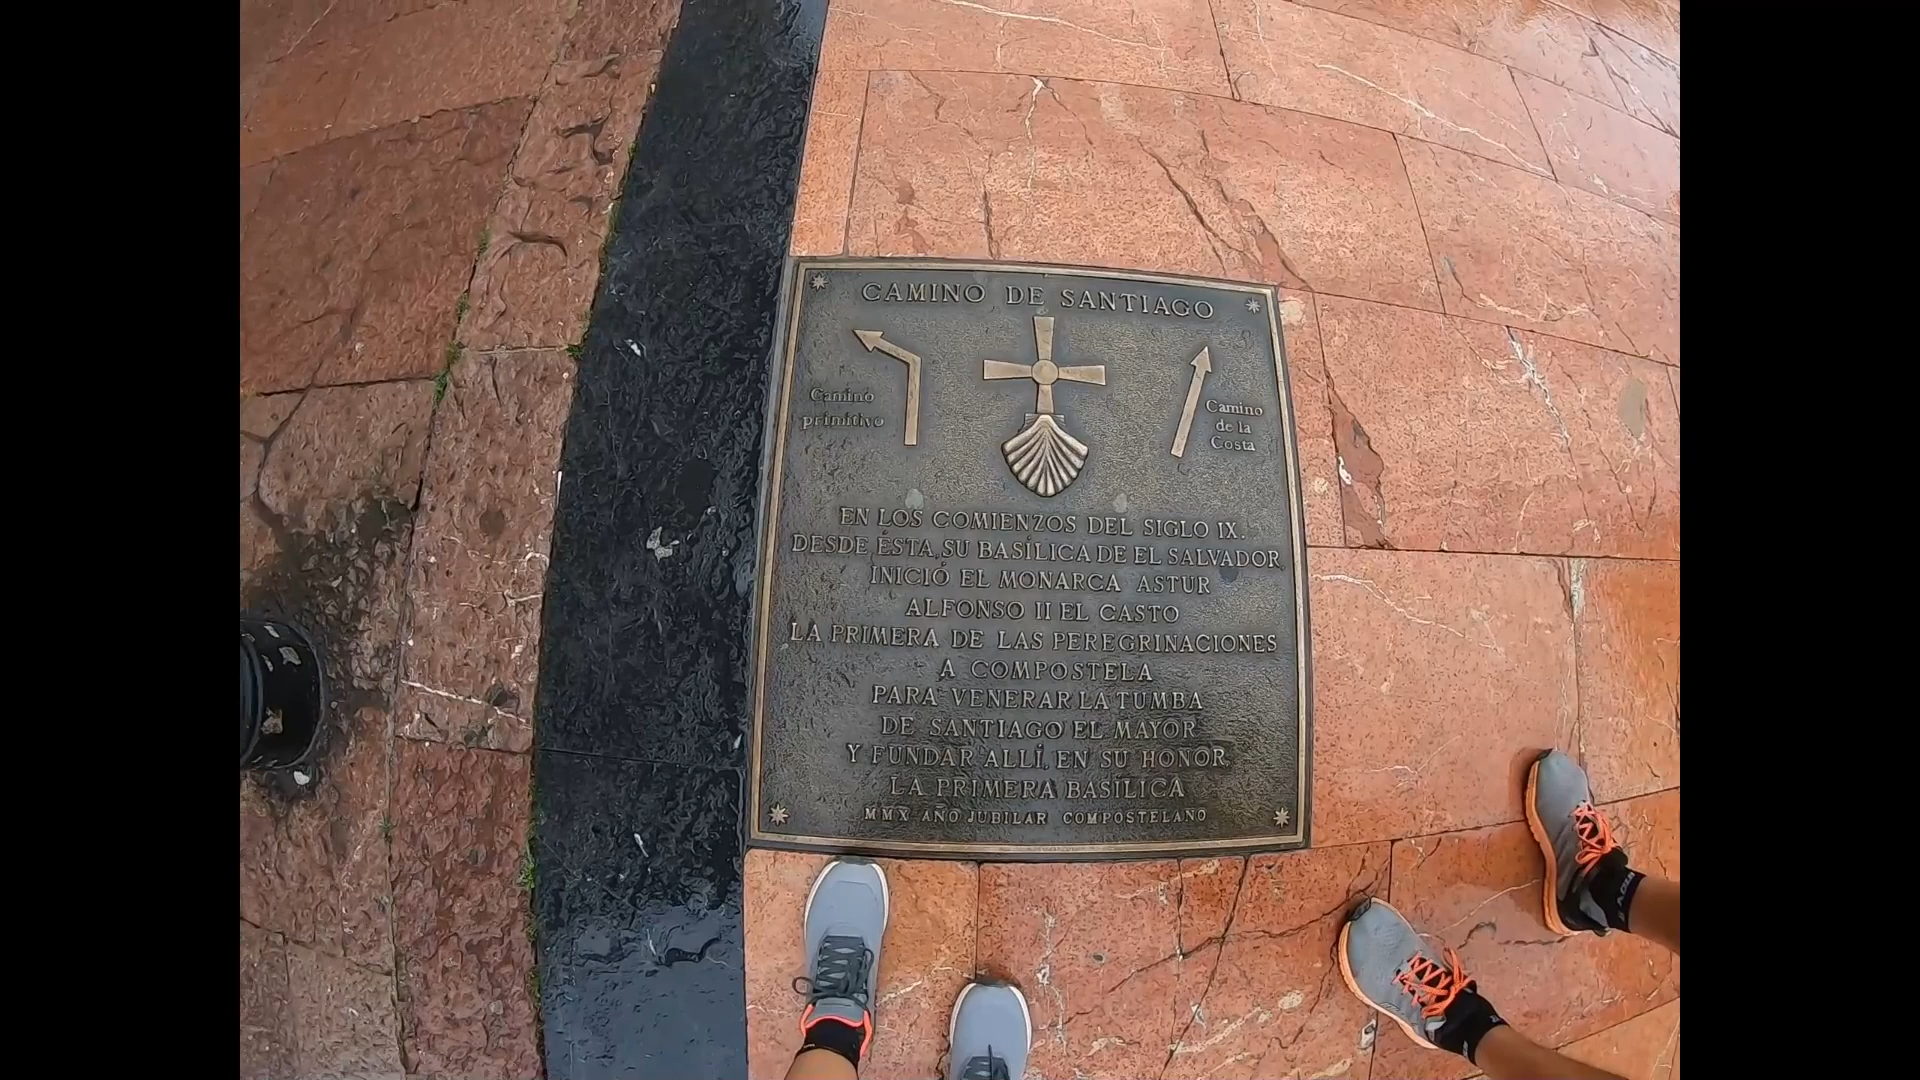 CAMINO DE SANTIAGO
Camino
primitivo
Camino
de la
Costa
EN LOS COMIENZOS DEL SIGLO IX.
DESDE ÉSTA, SU BASÍLICA DE EL SALVADOR,
INICIÓ EL MONARCA ASTUR
ALFONSO II EL CASTO
LA PRIMERA DE LAS PEREGRINACIONES
A COMPOSTELA
PARA VENERAR LA TUMBA
DE SANTIAGO EL MAYOR
Y FUNDAR ALLÍ, EN SU HONOR,
LA PRIMERA BASÍLICA
MMX AÑO JUBILAR COMPOSTELANO